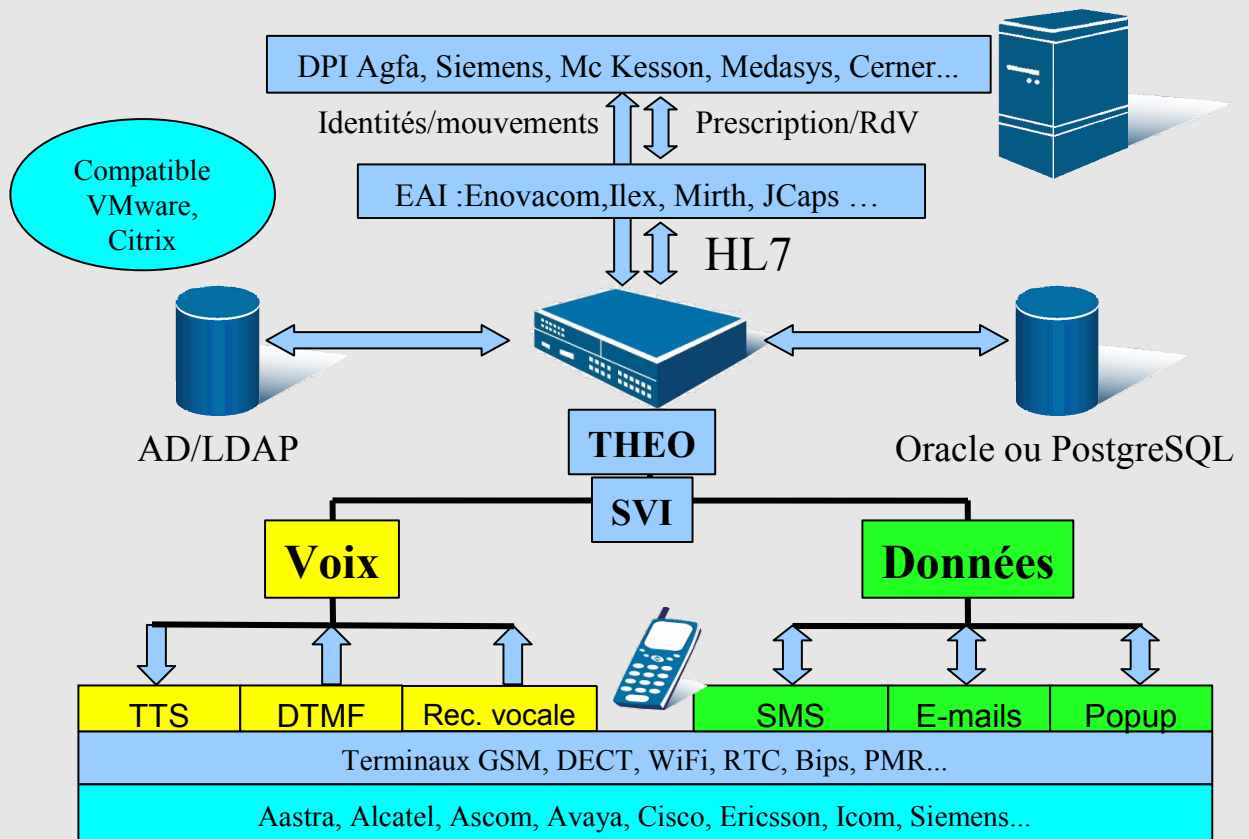 DPI Agfa, Siemens, Mc Kesson, Medasys, Cerner...
Identités/mouvements
Prescription/RdV
Compatible
VMware,
Citrix
EAI :Enovacom,Ilex, Mirth, JCaps …
HL7
AD/LDAP
THEO
Oracle ou PostgreSQL
SVI
Voix
Données
TTS
DTMF
Rec. vocale
SMS
E-mails
Popup
Terminaux GSM, DECT, WiFi, RTC, Bips, PMR...
Aastra, Alcatel, Ascom, Avaya, Cisco, Ericsson, Icom, Siemens...